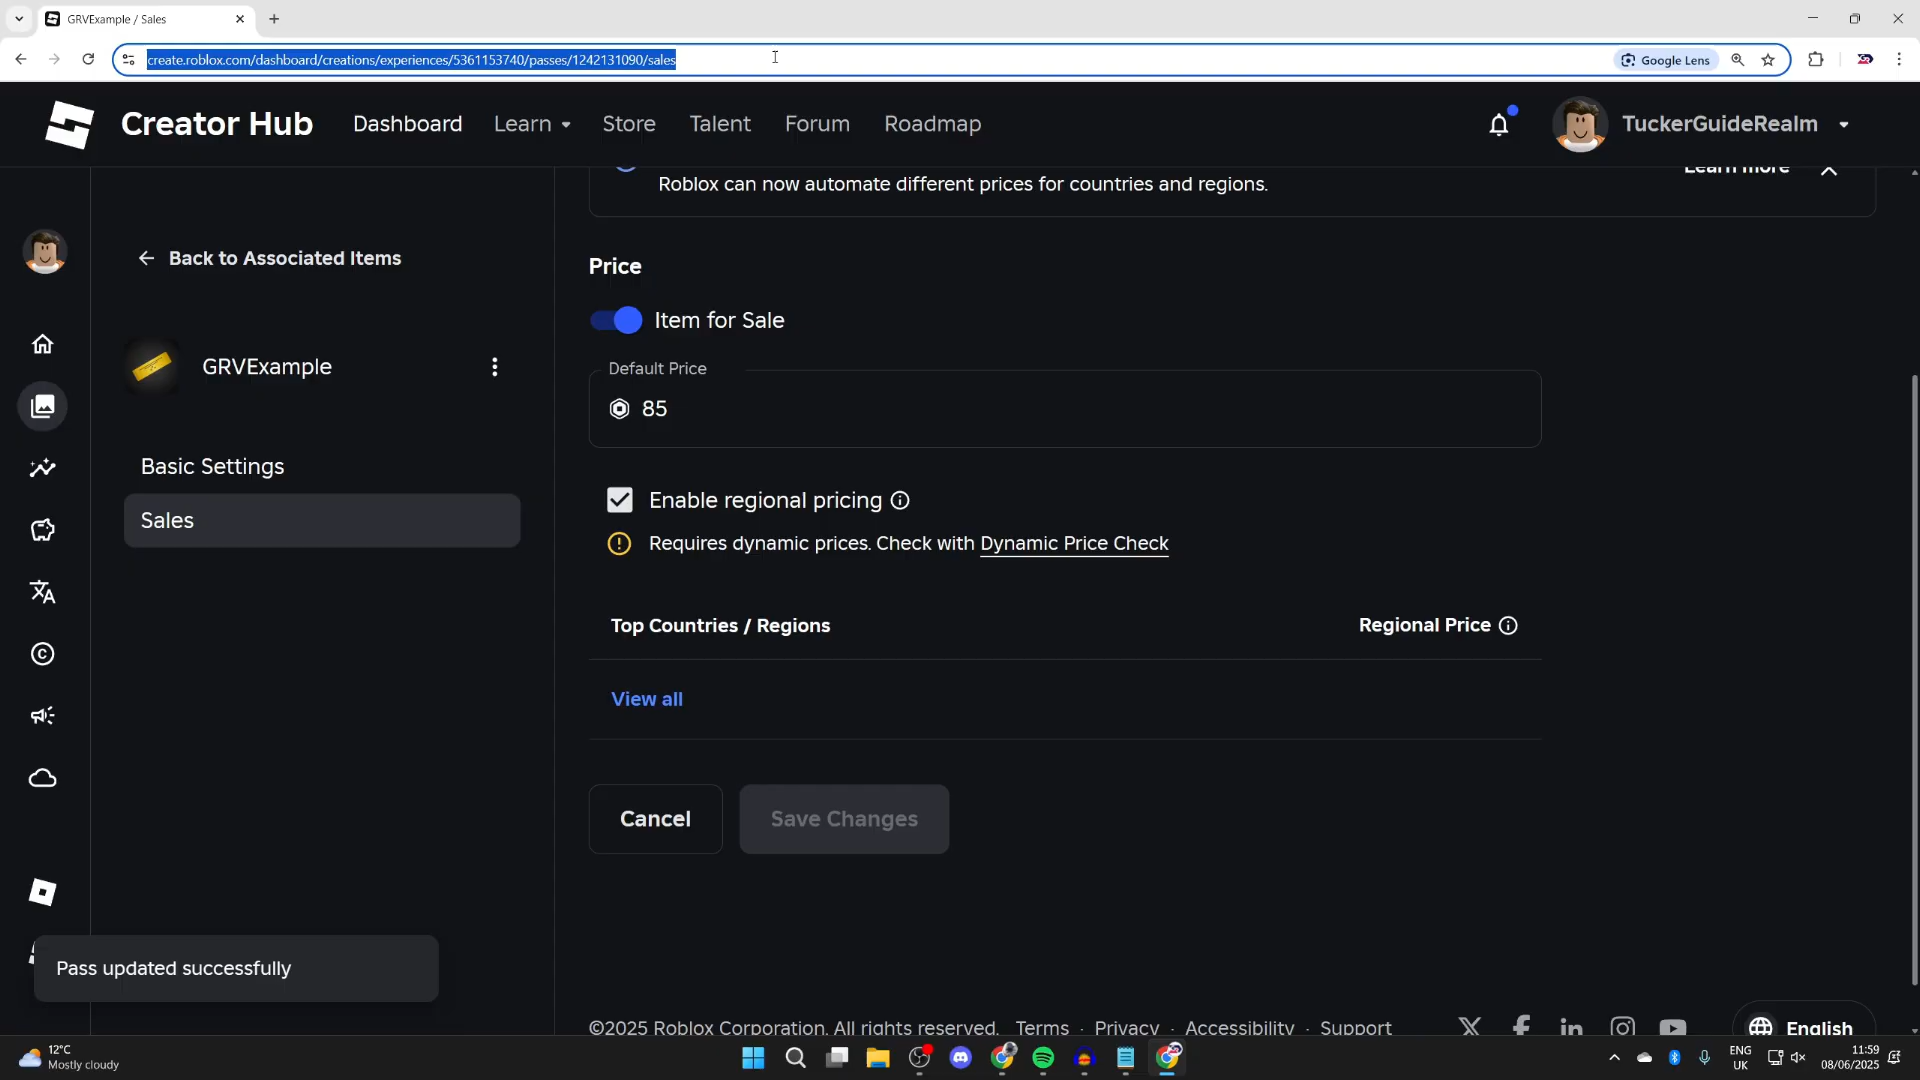 GRVExample / Sales
create.roblox.com/dashboard/creations/experiences/5361153740/passes/1242131090/sales
Google Lens
Creator Hub
Dashboard
Learn
Store
Talent
Forum
Roadmap
TuckerGuideRealm
Learn more
Roblox can now automate different prices for countries and regions.
Back to Associated Items
GRVExample
Basic Settings
Sales
Price
Item for Sale
Default Price
85
Enable regional pricing
Requires dynamic prices. Check with Dynamic Price Check
Top Countries / Regions
Regional Price
View all
Cancel
Save Changes
Pass updated successfully
©2025 Roblox Corporation. All rights reserved. Terms · Privacy · Accessibility · Support
English
12°C
Mostly cloudy
ENG
UK
11:59
08/06/2025